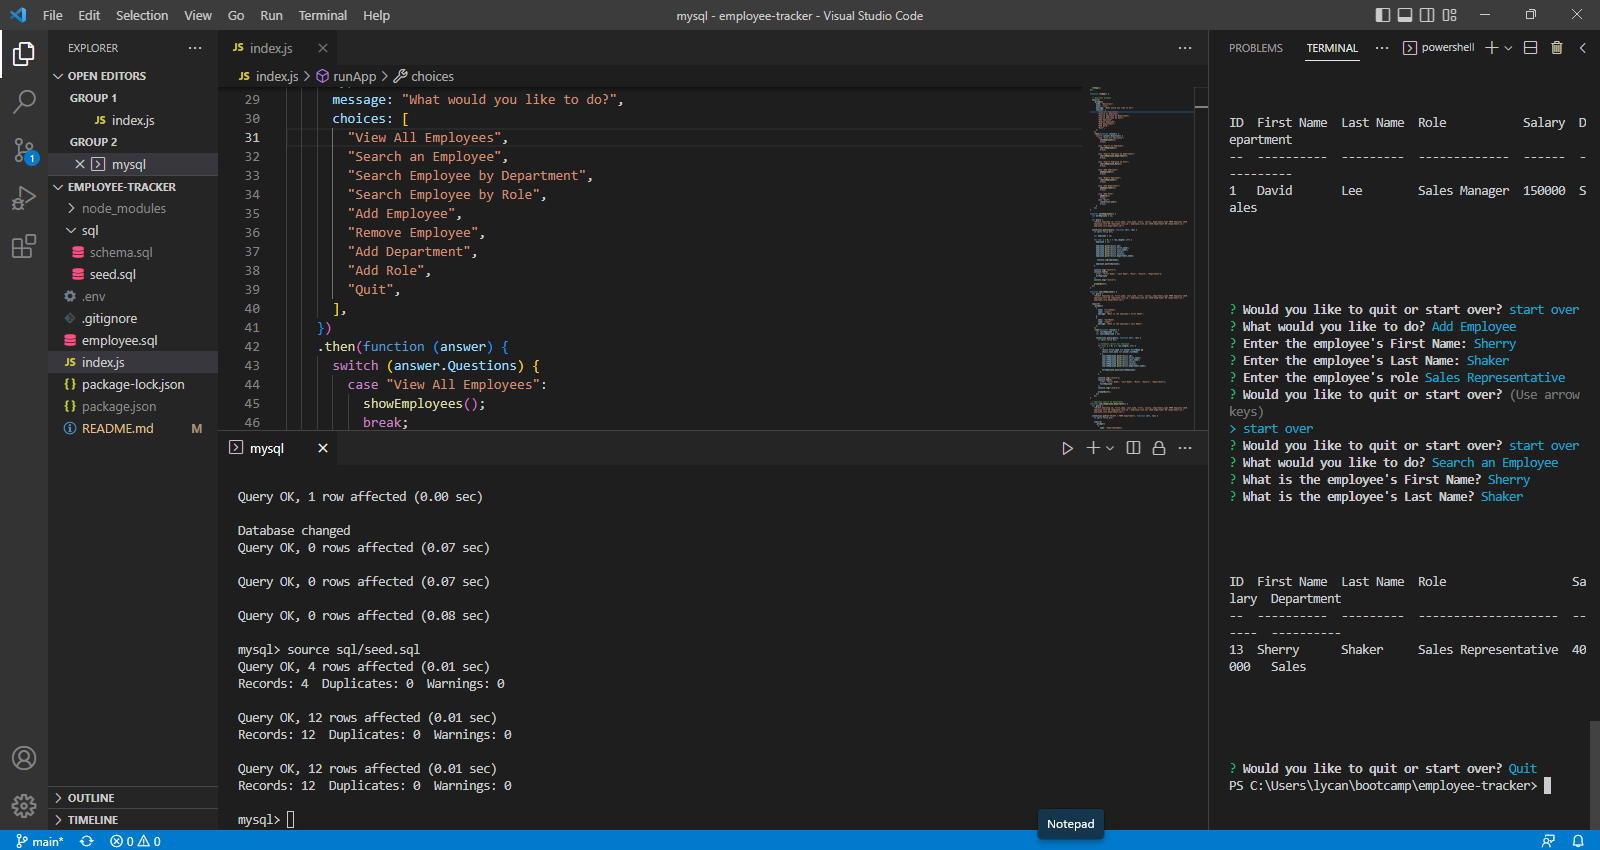 File Edit Selection View Go Run Terminal Help
mysql - employee-tracker - Visual Studio Code
EXPLORER
OPEN EDITORS
GROUP 1
JS index.js
GROUP 2
mysql
EMPLOYEE-TRACKER
node_modules
sql
schema.sql
seed.sql
.env
.gitignore
employee.sql
JS index.js
{} package-lock.json
{} package.json
README.md M
OUTLINE
TIMELINE
1
JS index.js
JS index.js > runApp > choices
29 message: "What would you like to do?",
30 choices: [
31 "View All Employees",
32 "Search an Employee",
33 "Search Employee by Department",
34 "Search Employee by Role",
35 "Add Employee",
36 "Remove Employee",
37 "Add Department",
38 "Add Role",
39 "Quit",
40 ],
41 })
42 .then(function (answer) {
43 switch (answer.Questions) {
44 case "View All Employees":
45 showEmployees();
46 break;
mysql
Query OK, 1 row affected (0.00 sec)
Database changed
Query OK, 0 rows affected (0.07 sec)
Query OK, 0 rows affected (0.07 sec)
Query OK, 0 rows affected (0.08 sec)
mysql> source sql/seed.sql
Query OK, 4 rows affected (0.01 sec)
Records: 4 Duplicates: 0 Warnings: 0
Query OK, 12 rows affected (0.01 sec)
Records: 12 Duplicates: 0 Warnings: 0
Query OK, 12 rows affected (0.01 sec)
Records: 12 Duplicates: 0 Warnings: 0
mysql>
PROBLEMS TERMINAL ... powershell
ID First Name Last Name Role Salary D
epartment
-- ---------- --------- ------------- ------ -
---------
1 David Lee Sales Manager 150000 S
ales
? Would you like to quit or start over? start over
? What would you like to do? Add Employee
? Enter the employee's First Name: Sherry
? Enter the employee's Last Name: Shaker
? Enter the employee's role Sales Representative
? Would you like to quit or start over? (Use arrow
keys)
> start over
? Would you like to quit or start over? start over
? What would you like to do? Search an Employee
? What is the employee's First Name? Sherry
? What is the employee's Last Name? Shaker
ID First Name Last Name Role Sa
lary Department
-- ---------- --------- -------------------- --
---- ----------
13 Sherry Shaker Sales Representative 40
000 Sales
? Would you like to quit or start over? Quit
PS C:\Users\lycan\bootcamp\employee-tracker>
Notepad
main* 0 0